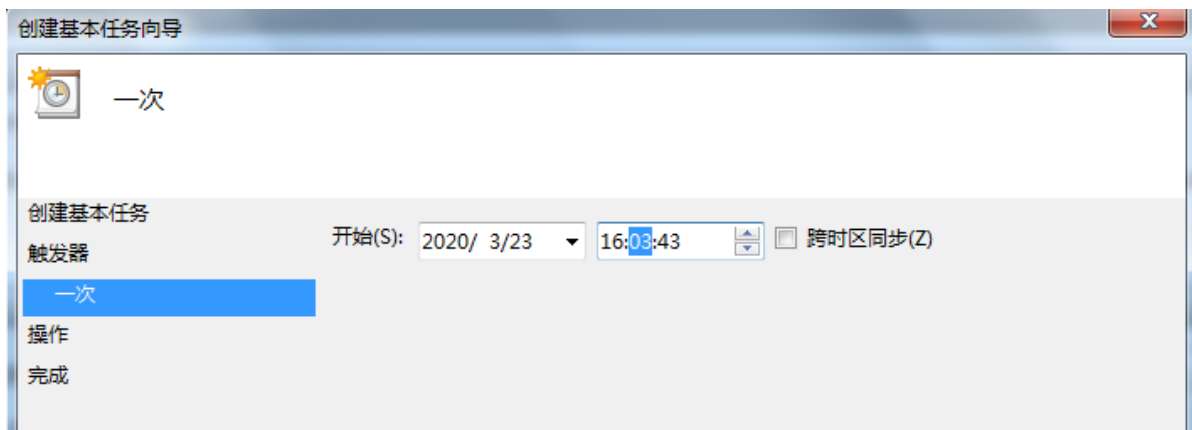 创建基本任务向导
一次
创建基本任务
触发器
一次
操作
完成
开始(S): 2020/ 3/23 16:03:43 跨时区同步(Z)